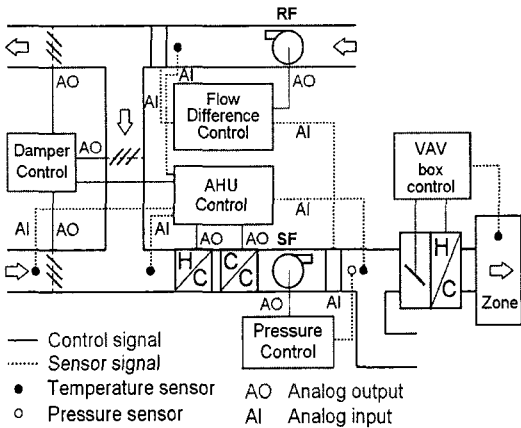 RF
AO
AO
AI
AI
Flow
Difference
Control
VAV
box
control
Damper
Control
AO
AHU
Control
AI
AI
AO
AI
AO
AO
SF
H
C
C
C
H
C
Zone
AO
AI
Pressure
Control
Control signal
Sensor signal
Temperature sensor
Pressure sensor
AO Analog output
AI Analog input